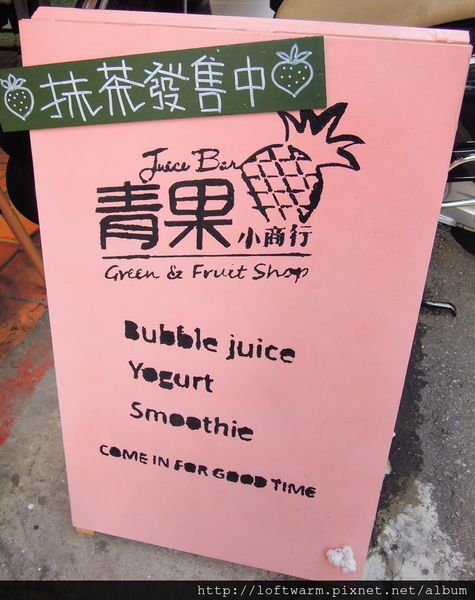 抹茶發售中
Juice Bar
青果小商行
Green & Fruit Shop
Bubble juice
Yogurt
Smoothie
COME IN FOR GOOD TIME
http://loftwarm.pixnet.net/album